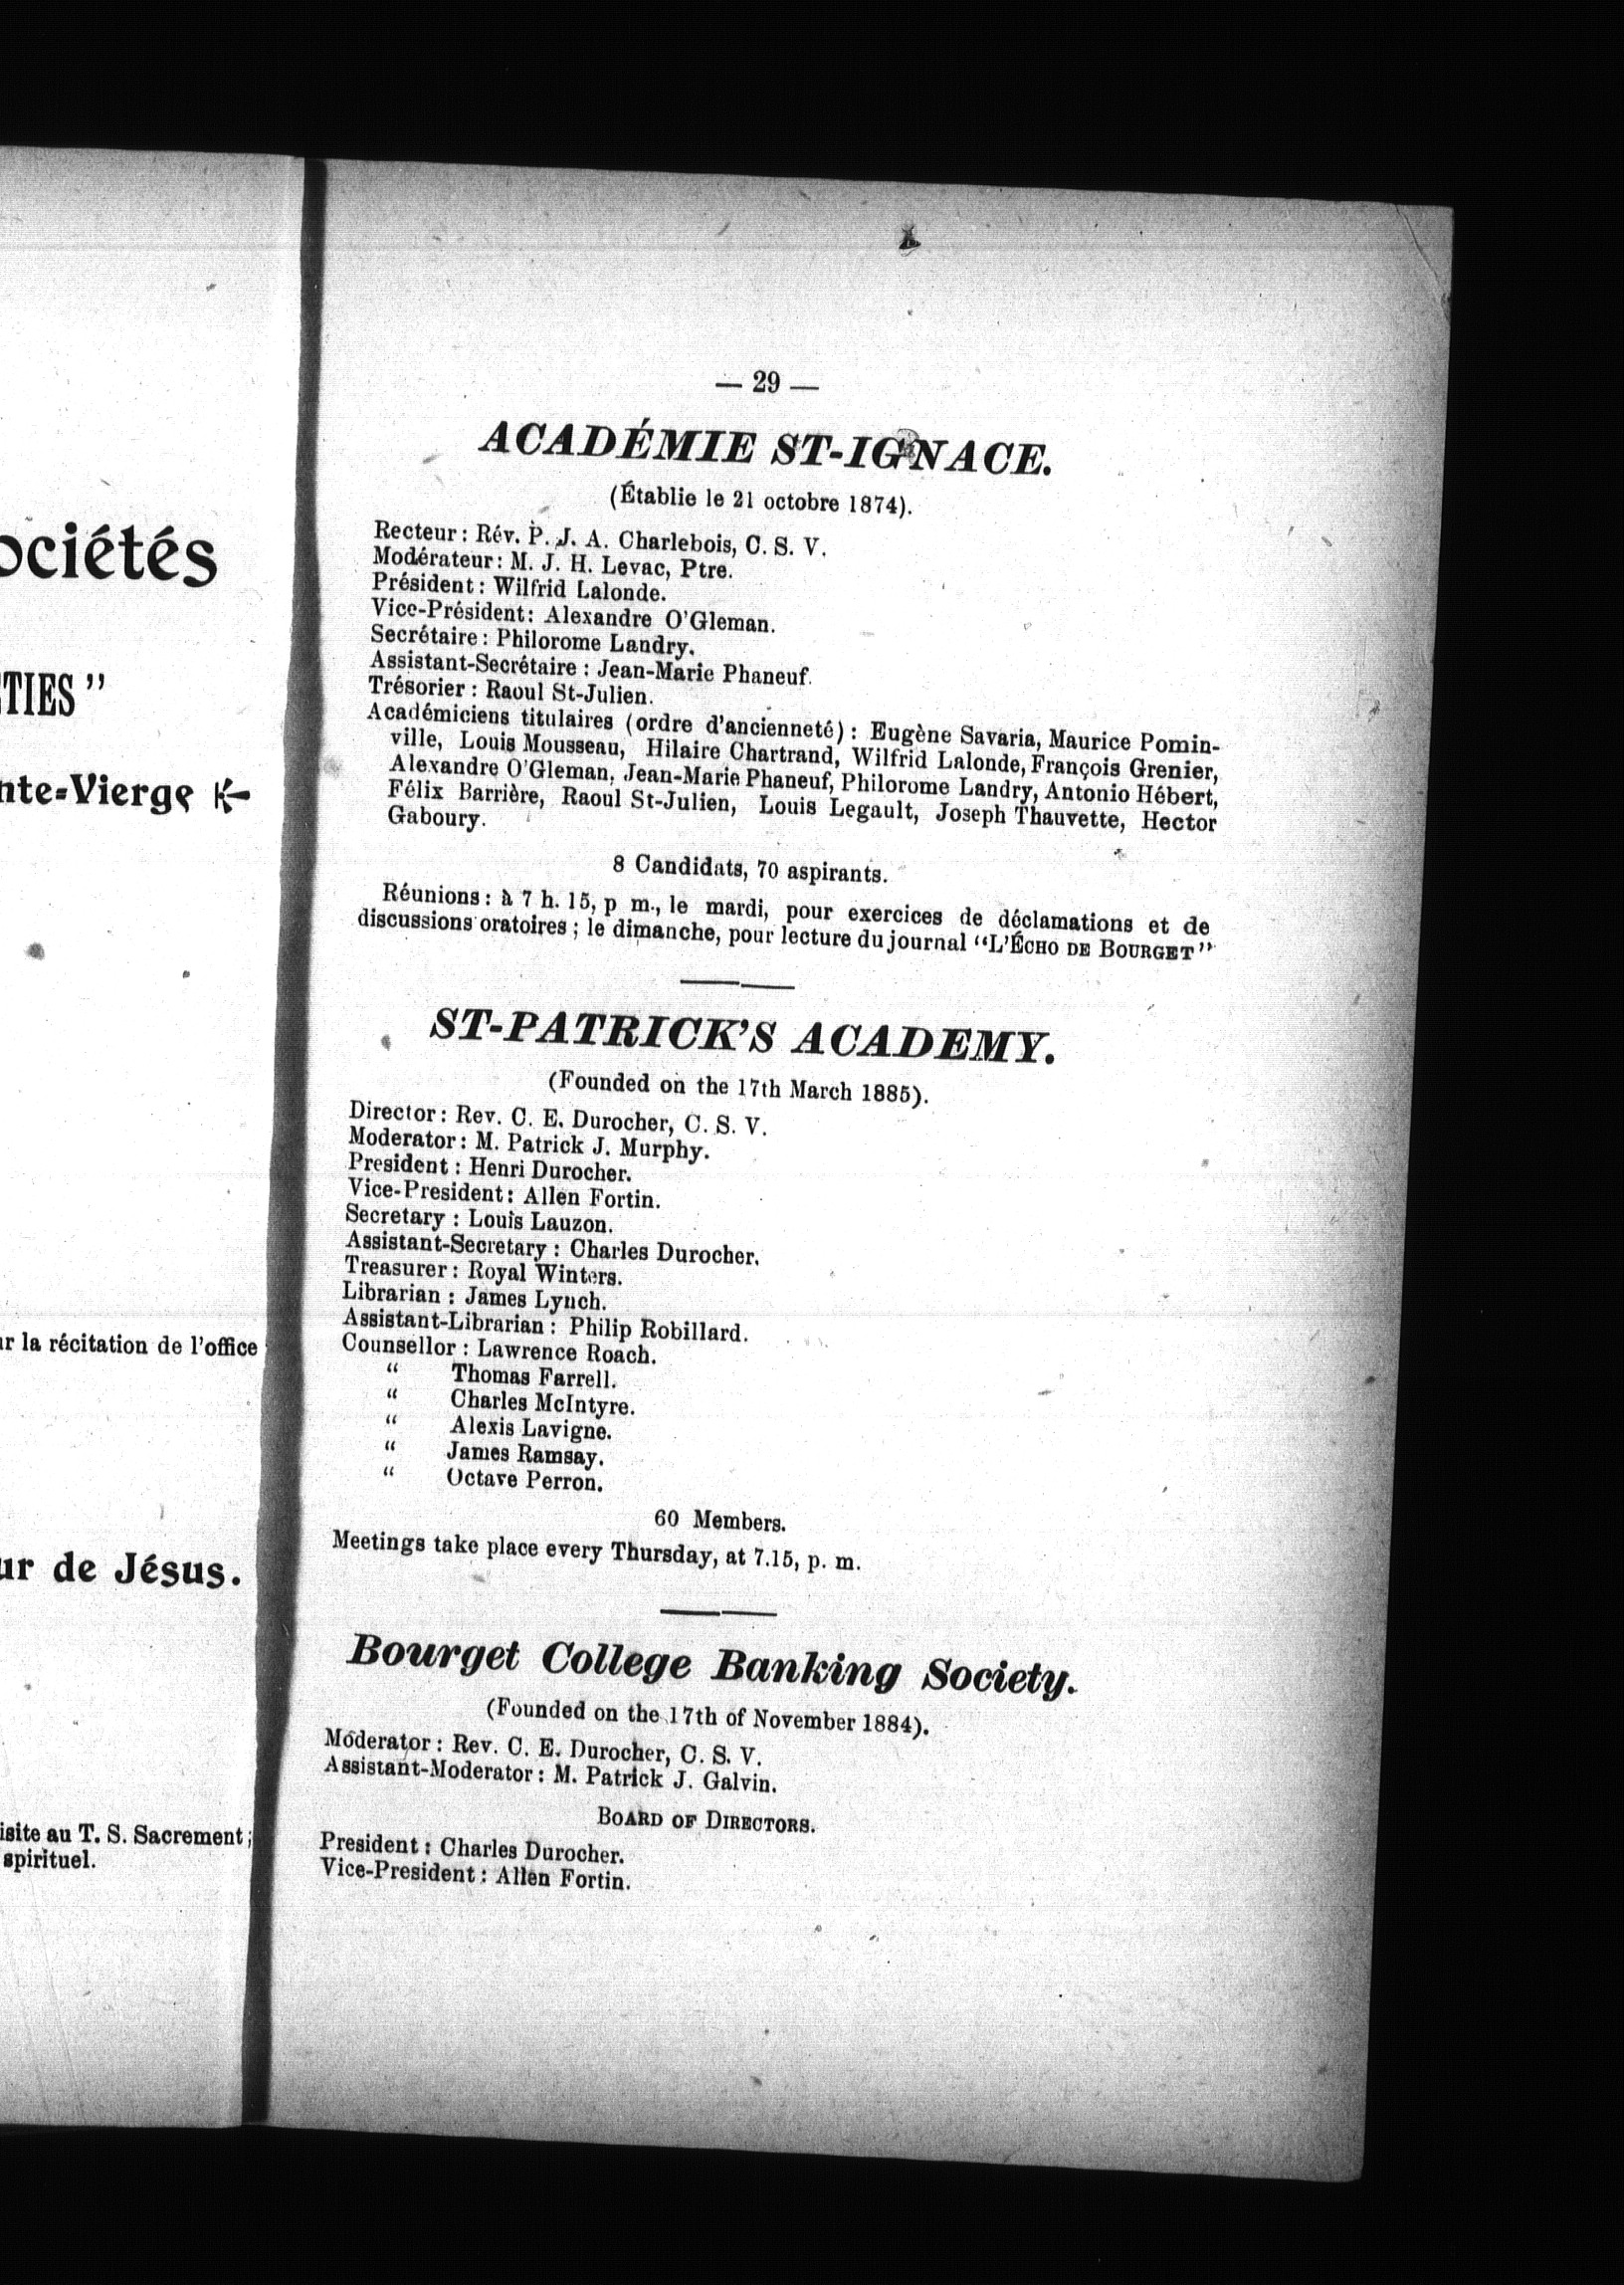 ociétés
TIES"
nte-Vierge
r la récitation de l'office
ur de Jésus.
isite au T. S. Sacrement;
spirituel.
— 29 —
ACADÉMIE ST-IGNACE.
(Établie le 21 octobre 1874).
Recteur: Rév. P. J. A. Charlebois, C. S. V.
Modérateur: M. J. H. Levac, Ptre.
Président: Wilfrid Lalonde.
Vice-Président: Alexandre O'Gleman.
Secrétaire: Philorome Landry.
Assistant-Secrétaire: Jean-Marie Phaneuf.
Trésorier: Raoul St-Julien.
Académiciens titulaires (ordre d'ancienneté): Eugène Savaria, Maurice Pomin-
ville, Louis Mousseau, Hilaire Chartrand, Wilfrid Lalonde, François Grenier,
Alexandre O'Gleman, Jean-Marie Phaneuf, Philorome Landry, Antonio Hébert,
Félix Barrière, Raoul St-Julien, Louis Legault, Joseph Thauvette, Hector
Gaboury.
8 Candidats, 70 aspirants.
Réunions: à 7 h. 15, p m., le mardi, pour exercices de déclamations et de
discussions oratoires; le dimanche, pour lecture du journal "L'ÉCHO DE BOURGET"
ST-PATRICK'S ACADEMY.
(Founded on the 17th March 1885).
Director: Rev. C. E. Durocher, C. S. V.
Moderator: M. Patrick J. Murphy.
President: Henri Durocher.
Vice-President: Allen Fortin.
Secretary: Louis Lauzon.
Assistant-Secretary: Charles Durocher.
Treasurer: Royal Winters.
Librarian: James Lynch.
Assistant-Librarian: Philip Robillard.
Counsellor: Lawrence Roach.
" Thomas Farrell.
" Charles McIntyre.
" Alexis Lavigne.
" James Ramsay.
" Octave Perron.
60 Members.
Meetings take place every Thursday, at 7.15, p. m.
Bourget College Banking Society.
(Founded on the 17th of November 1884).
Moderator: Rev. C. E. Durocher, C. S. V.
Assistant-Moderator: M. Patrick J. Galvin.
BOARD OF DIRECTORS.
President: Charles Durocher.
Vice-President: Allen Fortin.